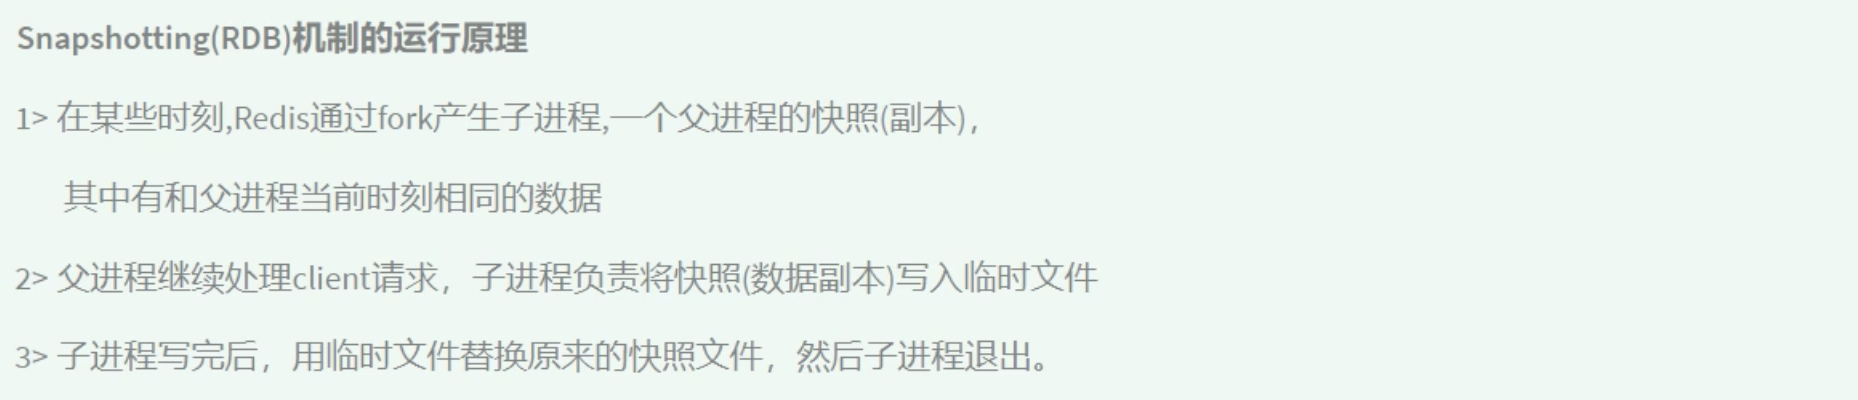 Snapshotting(RDB)机制的运行原理
1> 在某些时刻,Redis通过fork产生子进程,一个父进程的快照(副本)，
其中有和父进程当前时刻相同的数据
2> 父进程继续处理client请求，子进程负责将快照(数据副本)写入临时文件
3> 子进程写完后，用临时文件替换原来的快照文件，然后子进程退出。